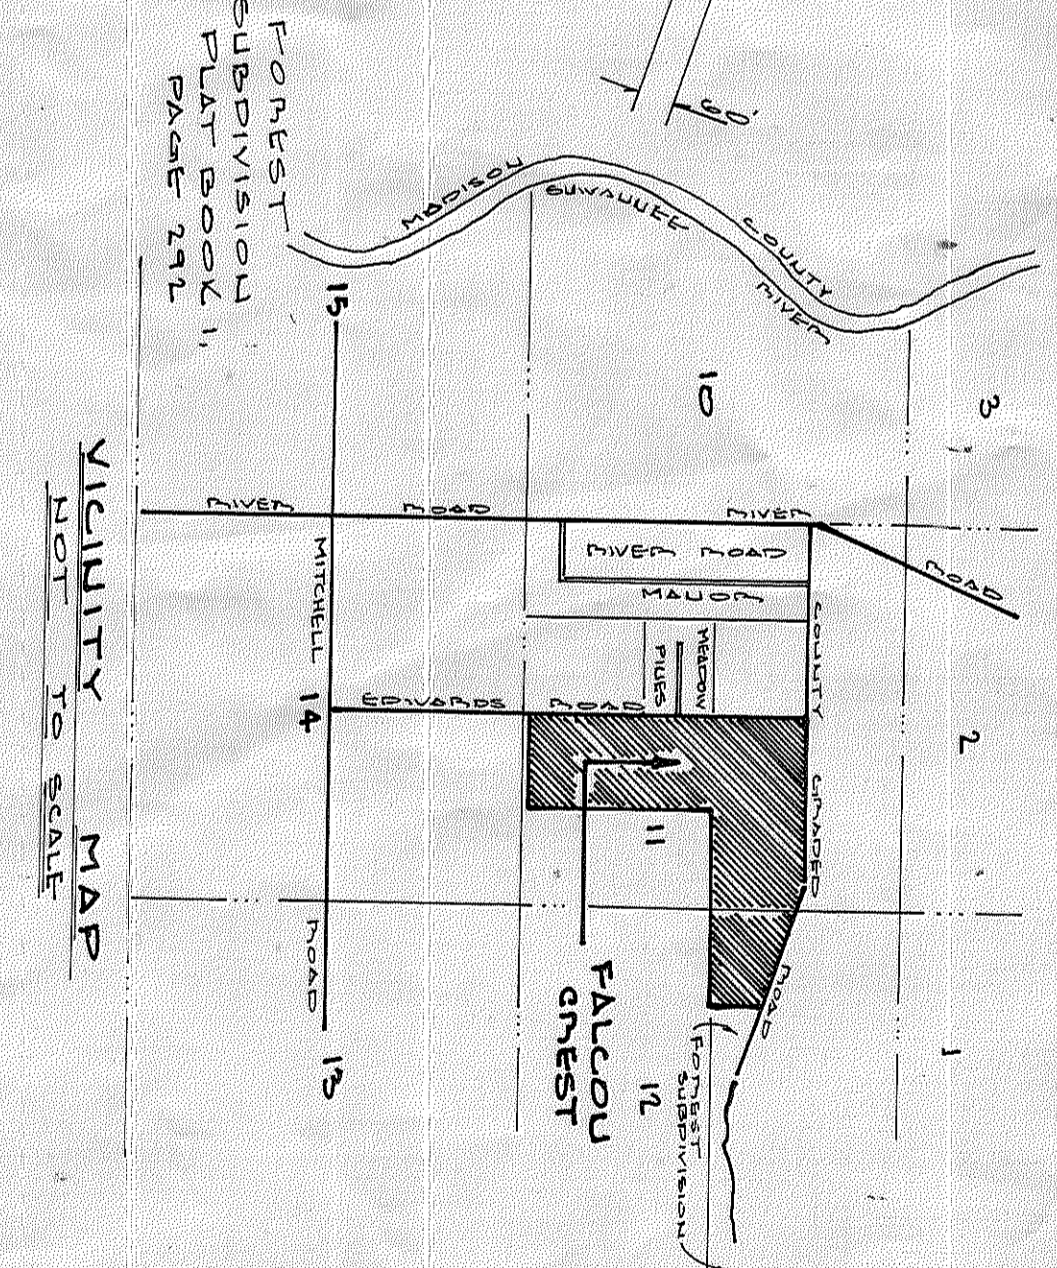 FOREST
SUBDIVISION
PLAT BOOK 1,
PAGE 292
60'
MADISON COUNTY
SUWANNEE RIVER
3
2
1
10
11
12
15
14
13
RIVER ROAD
RIVER ROAD
RIVER ROAD
MANOR
MEADOW
PINES
COUNTY GRADED ROAD
EDWARDS ROAD
MITCHELL ROAD
FALCON
CREST
FOREST
SUBDIVISION
VICINITY MAP
NOT TO SCALE